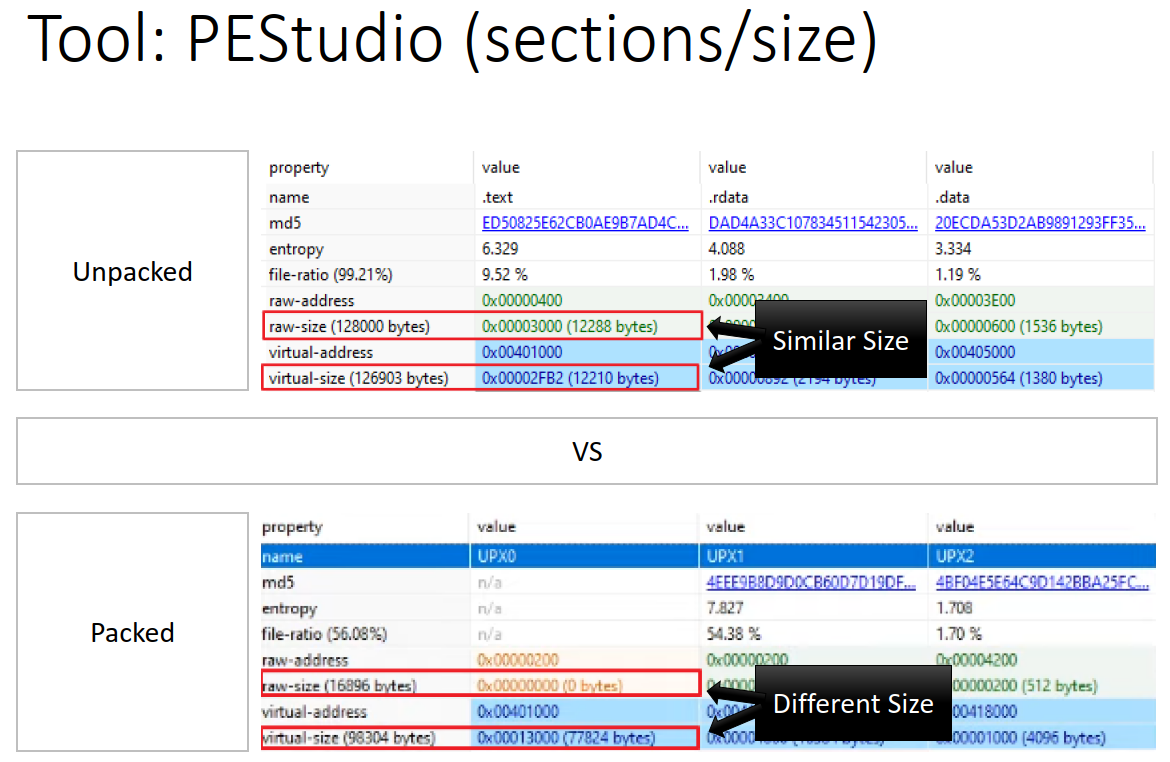 Tool: PEStudio (sections/size)
Unpacked
property value value value
name .text .rdata .data
md5 ED50825E62CB0AE9B7AD4C... DAD4A33C107834511542305... 20ECDA53D2AB9891293FF35...
entropy 6.329 4.088 3.334
file-ratio (99.21%) 9.52 % 1.98 % 1.19 %
raw-address 0x00000400 0x00003400 0x00003E00
raw-size (128000 bytes) 0x00003000 (12288 bytes) 0x00000600 (1536 bytes)
Similar Size
virtual-address 0x00401000 0x00405000
virtual-size (126903 bytes) 0x00002FB2 (12210 bytes) 0x00000892 (2194 bytes) 0x00000564 (1380 bytes)
VS
Packed
property value value value
name UPX0 UPX1 UPX2
md5 n/a 4EEE9B8D9D0CB60D7D19DF... 4BF04E5E64C9D142BBA25FC...
entropy n/a 7.827 1.708
file-ratio (56.08%) n/a 54.38 % 1.70 %
raw-address 0x00000200 0x00000200 0x00004200
raw-size (16896 bytes) 0x00000000 (0 bytes) 00000200 (512 bytes)
Different Size
virtual-address 0x00401000 00418000
virtual-size (98304 bytes) 0x00013000 (77824 bytes) 00001000 (4096 bytes)